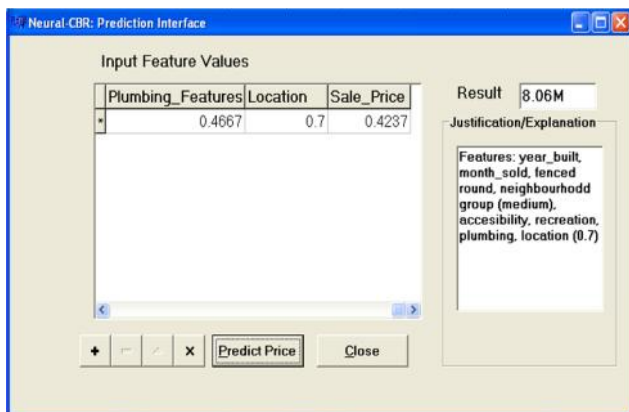 Neural-CBR: Prediction Interface
Input Feature Values
Plumbing_Features Location Sale_Price
* 0.4667 0.7 0.4237
Result 8.06M
Justification/Explanation
Features: year_built,
month_sold, fenced
round, neighbourhodd
group (medium),
accesibility, recreation,
plumbing, location (0.7)
Predict Price Close